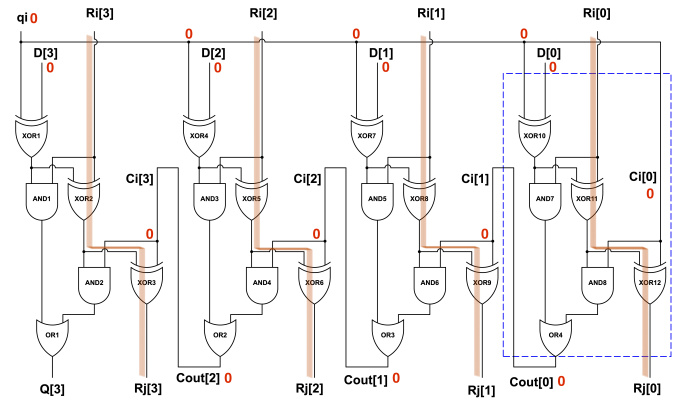 qi 0 Ri[3] Ri[2] Ri[1] Ri[0]
0 0 0
D[3] D[2] D[1] D[0]
0 0 0 0
XOR1 XOR4 XOR7 XOR10
Ci[3] Ci[2] Ci[1] Ci[0]
0
AND1 XOR2 AND3 XOR5 AND5 XOR8 AND7 XOR11
0 0 0
AND2 XOR3 AND4 XOR6 AND6 XOR9 AND8 XOR12
OR1 OR2 OR3 OR4
Cout[2] 0 Cout[1] 0 Cout[0] 0
Q[3] Rj[3] Rj[2] Rj[1] Rj[0]